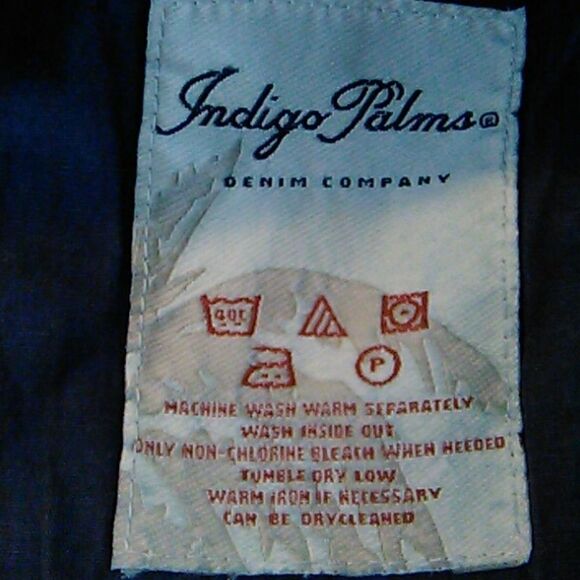 Indigo Palms®
DENIM COMPANY
40C
P
MACHINE WASH WARM SEPARATELY
WASH INSIDE OUT
ONLY NON-CHLORINE BLEACH WHEN NEEDED
TUMBLE DRY LOW
WARM IRON IF NECESSARY
CAN BE DRYCLEANED